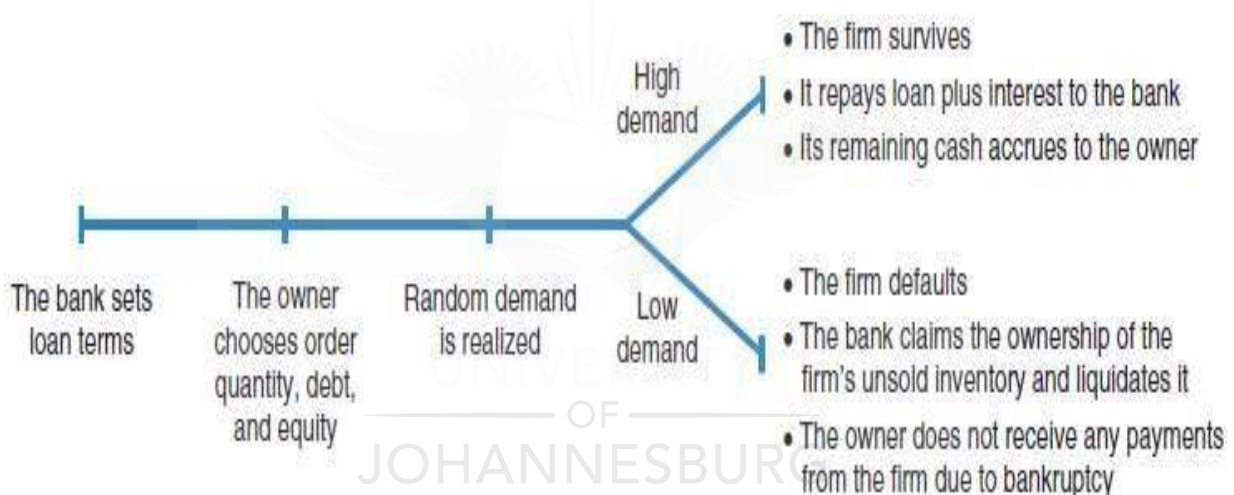 The bank sets
loan terms
The owner
chooses order
quantity, debt,
and equity
Random demand
is realized
High
demand
• The firm survives
• It repays loan plus interest to the bank
• Its remaining cash accrues to the owner
Low
demand
• The firm defaults
• The bank claims the ownership of the
firm's unsold inventory and liquidates it
• The owner does not receive any payments
from the firm due to bankruptcy
UNIVERSITY
OF
JOHANNESBURG